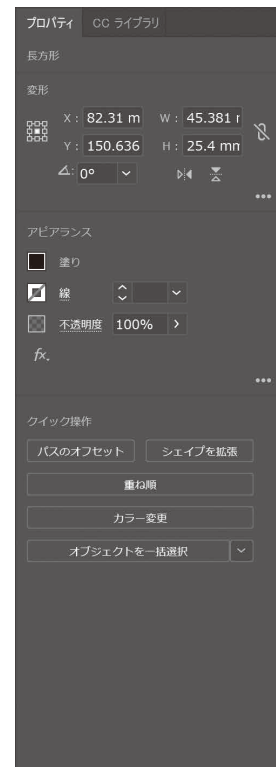 プロパティ CC ライブラリ
長方形
変形
X : 82.31 m W : 45.381 r
Y : 150.636 H : 25.4 mm
: 0°
アピアランス
塗り
線
不透明度 100%
fx.
クイック操作
パスのオフセット シェイプを拡張
重ね順
カラー変更
オブジェクトを一括選択